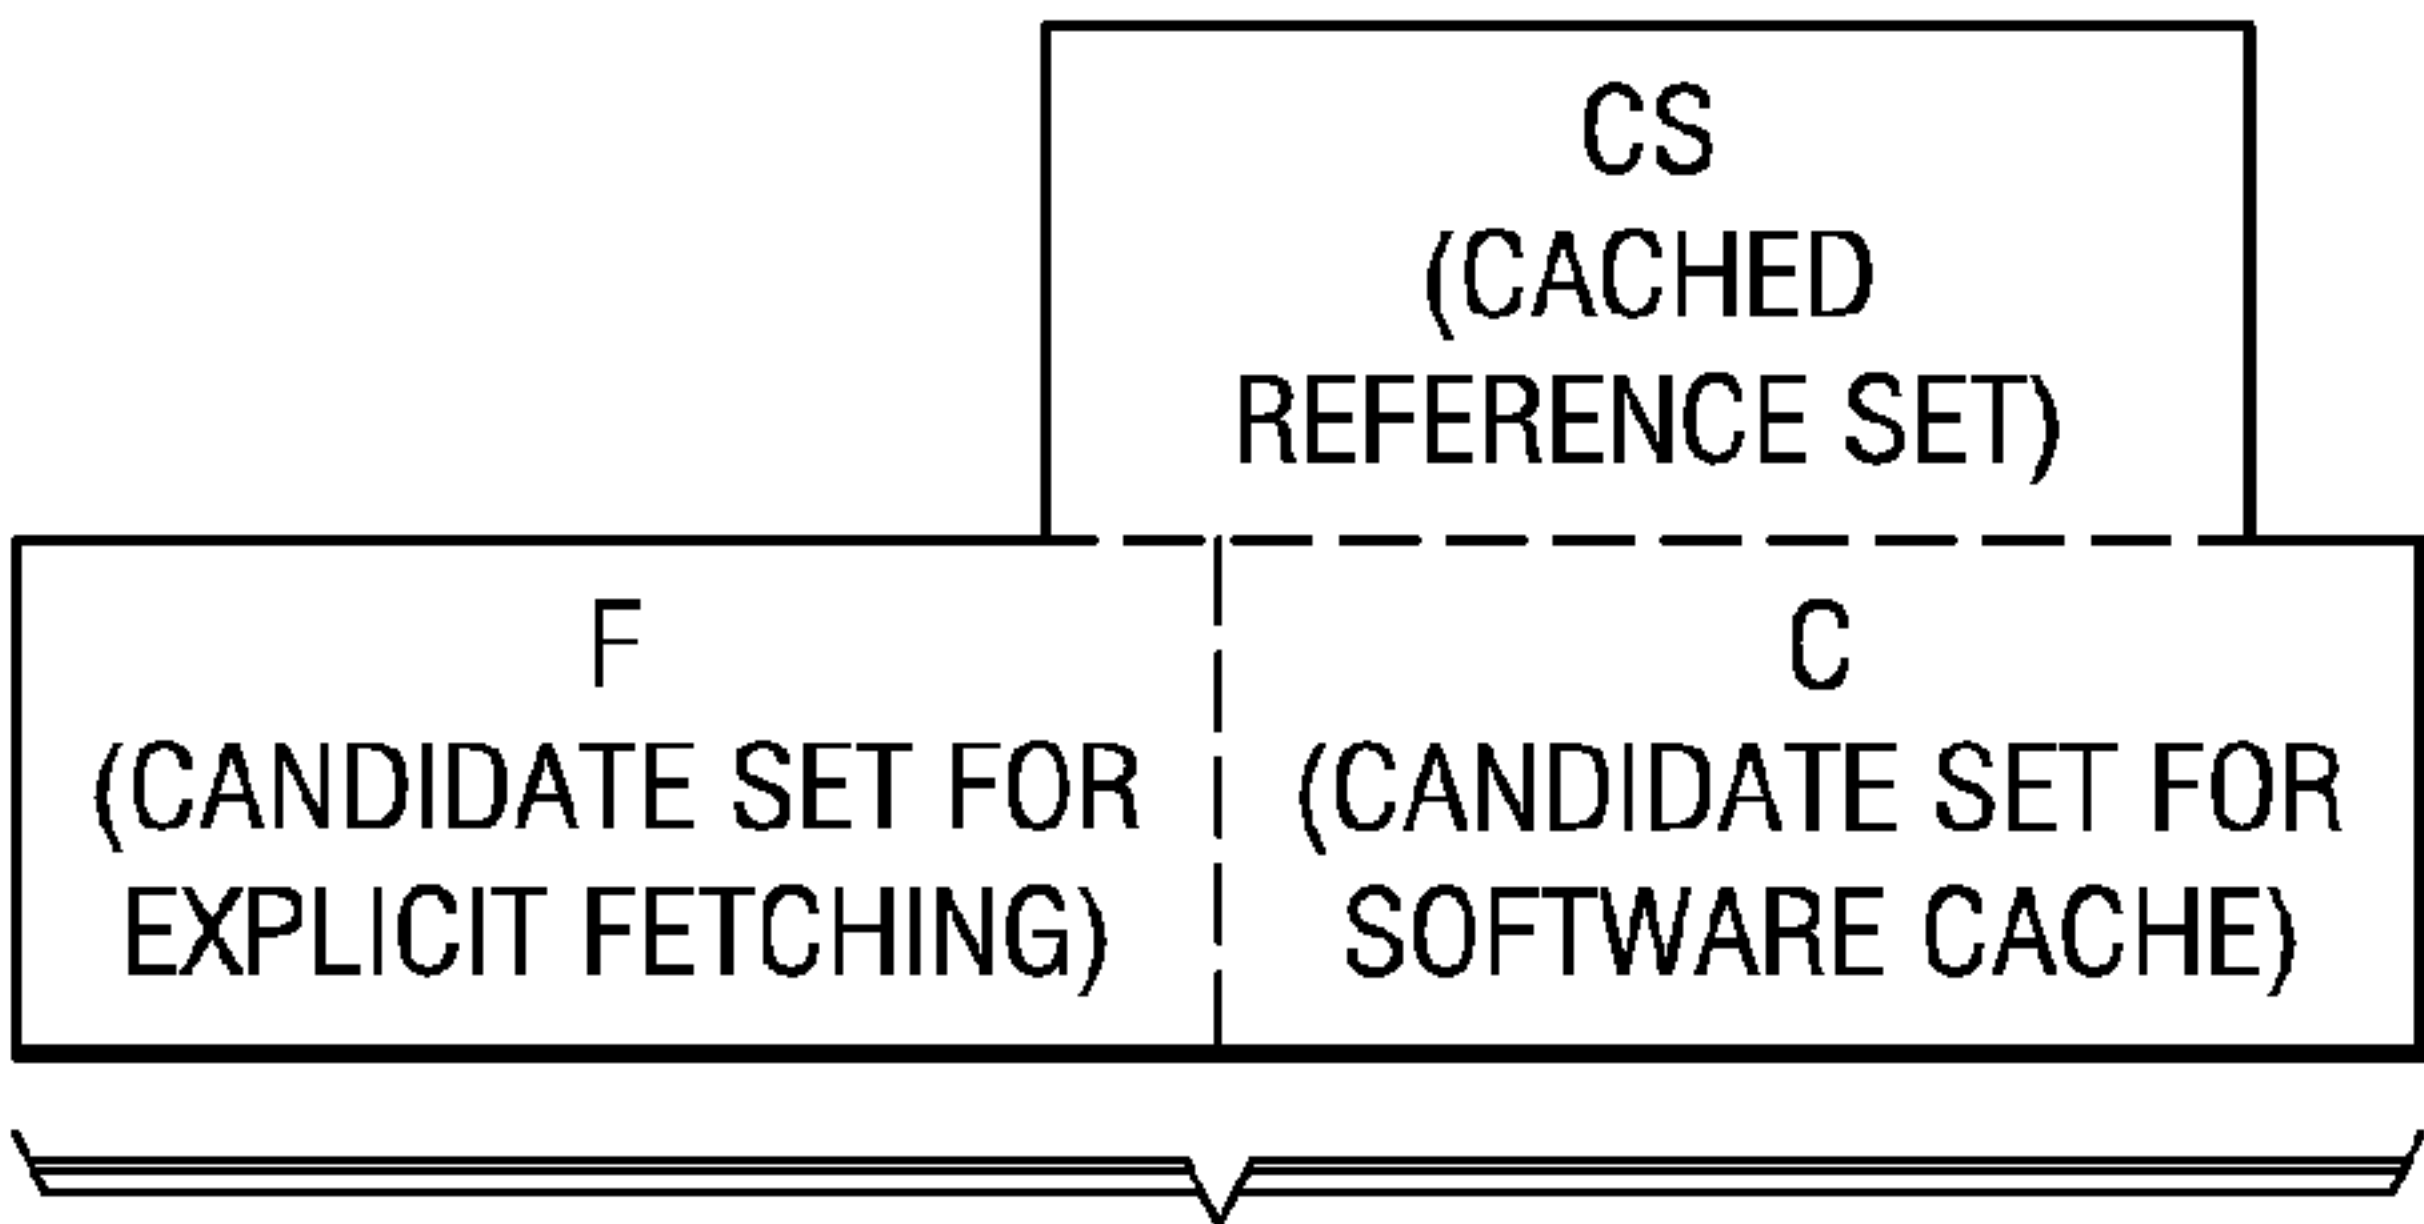 CS
(CACHED
REFERENCE SET)
F
(CANDIDATE SET FOR
EXPLICIT FETCHING)
C
(CANDIDATE SET FOR
SOFTWARE CACHE)